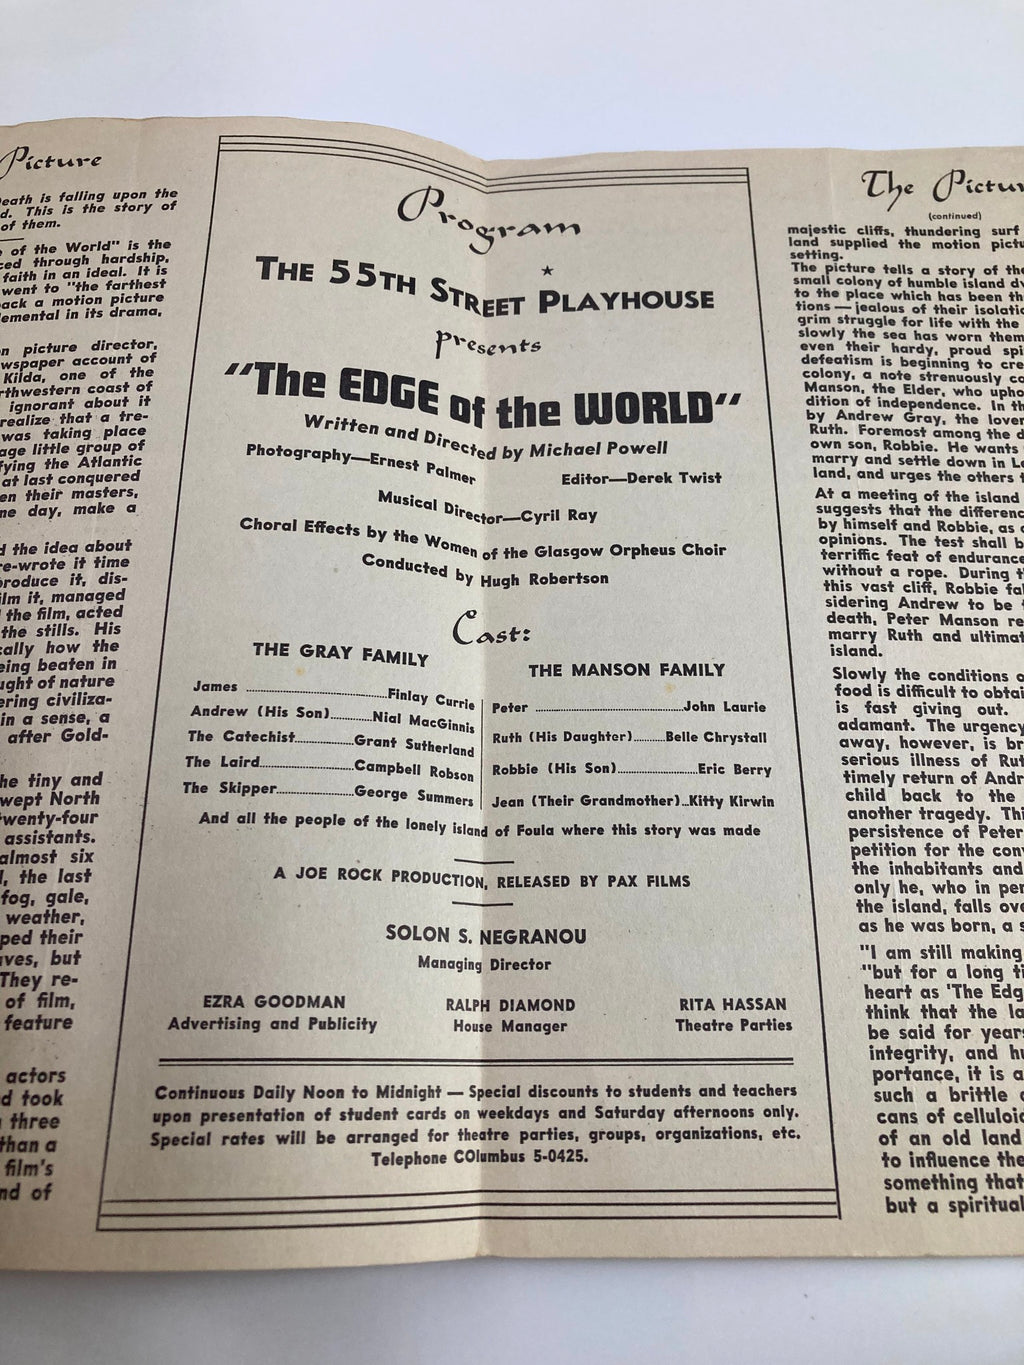 Picture
eath is falling upon the
d. This is the story of
of them.
of the World" is the
ced through hardship,
faith in an ideal. It is
went to "the farthest
ack a motion picture
lemental in its drama,
n picture director,
wspaper account of
Kilda, one of the
rthwestern coast of
ignorant about it
realize that a tre-
was taking place
age little group of
fying the Atlantic
at last conquered
en their masters,
ne day, make a
d the idea about
re-wrote it time
produce it, dis-
ilm it, managed
the film, acted
the stills. His
cally how the
eing beaten in
ught of nature
ering civiliza-
in a sense, a
after Gold-
he tiny and
wept North
twenty-four
assistants.
almost six
l, the last
fog, gale,
weather,
ped their
ves, but
They re-
of film,
feature
actors
d took
three
than a
film's
nd of
Program
THE 55TH STREET PLAYHOUSE
presents
"The EDGE of the WORLD"
Written and Directed by Michael Powell
Photography—Ernest Palmer Editor—Derek Twist
Musical Director—Cyril Ray
Choral Effects by the Women of the Glasgow Orpheus Choir
Conducted by Hugh Robertson
Cast:
THE GRAY FAMILY
James ........ Finlay Currie
Andrew (His Son)........Nial MacGinnis
The Catechist........Grant Sutherland
The Laird........Campbell Robson
The Skipper........George Summers
THE MANSON FAMILY
Peter ........ John Laurie
Ruth (His Daughter)........Belle Chrystall
Robbie (His Son)........Eric Berry
Jean (Their Grandmother)..Kitty Kirwin
And all the people of the lonely island of Foula where this story was made
A JOE ROCK PRODUCTION, RELEASED BY PAX FILMS
SOLON S. NEGRANOU
Managing Director
EZRA GOODMAN
Advertising and Publicity
RALPH DIAMOND
House Manager
RITA HASSAN
Theatre Parties
Continuous Daily Noon to Midnight — Special discounts to students and teachers
upon presentation of student cards on weekdays and Saturday afternoons only.
Special rates will be arranged for theatre parties, groups, organizations, etc.
Telephone COlumbus 5-0425.
The Pictur
(continued)
majestic cliffs, thundering surf
land supplied the motion pictu
setting.
The picture tells a story of the
small colony of humble island dw
to the place which has been th
tions — jealous of their isolatio
grim struggle for life with the
slowly the sea has worn them
even their hardy, proud spi
defeatism is beginning to cre
colony, a note strenuously co
Manson, the Elder, who upho
dition of independence. In th
by Andrew Gray, the lover
Ruth. Foremost among the d
own son, Robbie. He wants
marry and settle down in Le
land, and urges the others t
At a meeting of the island
suggests that the differenc
by himself and Robbie, as
opinions. The test shall b
terrific feat of endurance
without a rope. During t
this vast cliff, Robbie fal
sidering Andrew to be
death, Peter Manson re
marry Ruth and ultimat
island.
Slowly the conditions o
food is difficult to obtai
is fast giving out.
adamant. The urgency
away, however, is br
serious illness of Rut
timely return of Andr
child back to the
another tragedy. Thi
persistence of Peter
petition for the con
the inhabitants and
only he, who in per
the island, falls ove
as he was born, a s
"I am still making
"but for a long ti
heart as 'The Edg
think that the la
be said for years
integrity, and hu
portance, it is a
such a brittle
cans of celluloid
of an old land
to influence the
something that
but a spiritual